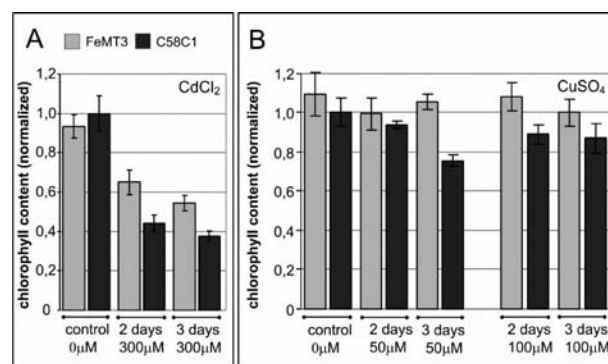 A
FeMT3 C58C1
CdCl₂
chlorophyll content (normalized)
1,2
1,0
0,8
0,6
0,4
0,2
0
control 2 days 3 days
0µM 300µM 300µM
B
CuSO₄
chlorophyll content (normalized)
1,2
1,0
0,8
0,6
0,4
0,2
0
control 2 days 3 days 2 days 3 days
0µM 50µM 50µM 100µM 100µM